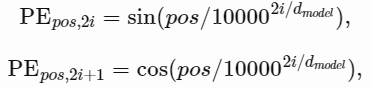 PE_{pos,2i} = sin(pos/10000^{2i/d_{model}}),
PE_{pos,2i+1} = cos(pos/10000^{2i/d_{model}}),